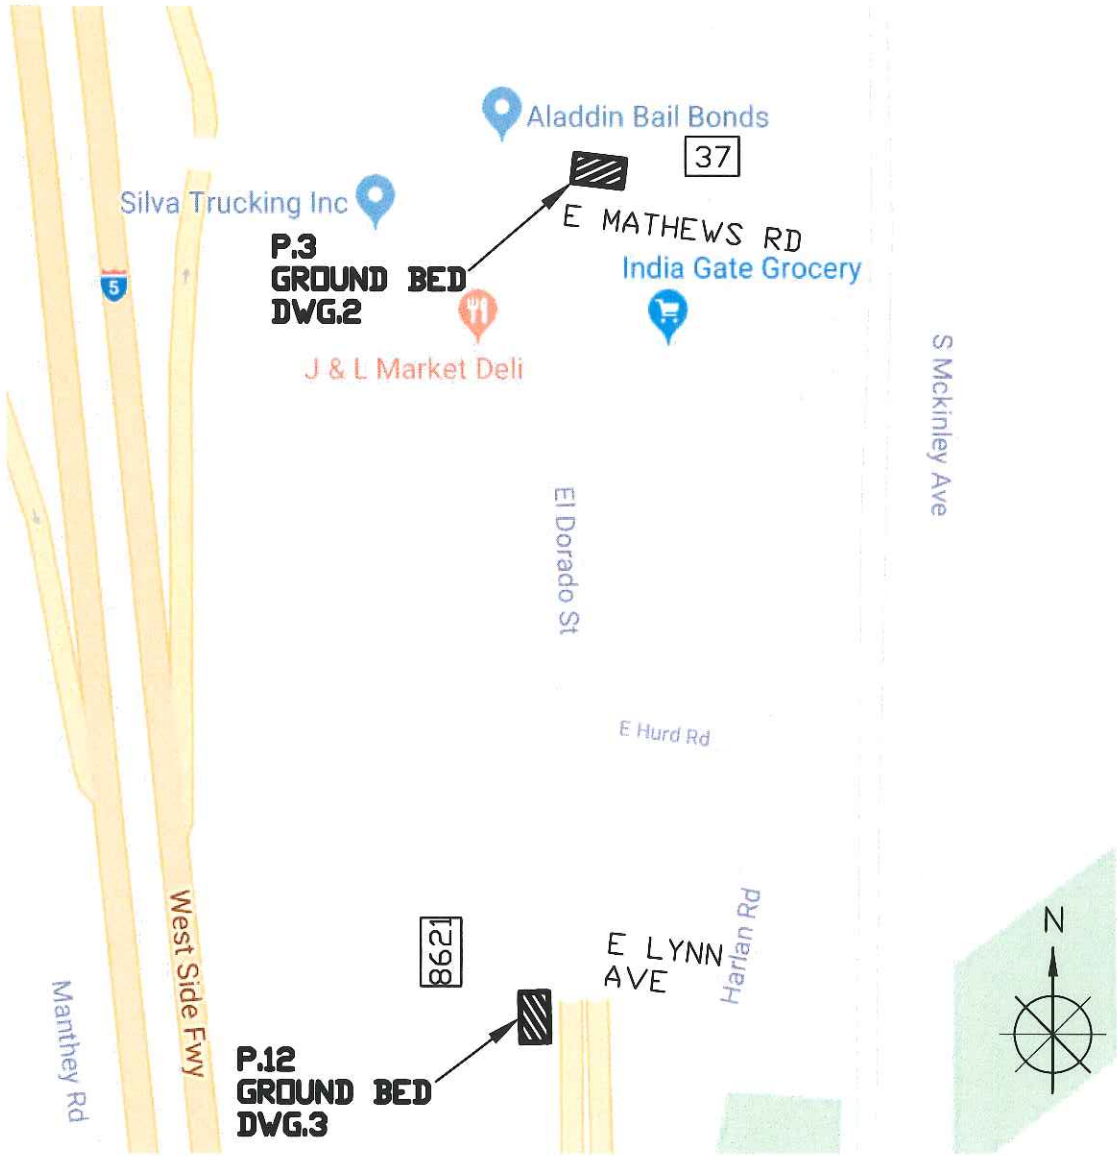 Aladdin Bail Bonds
37
Silva Trucking Inc
E MATHEWS RD
P.3
GROUND BED
DWG.2
India Gate Grocery
5
J & L Market Deli
S Mckinley Ave
El Dorado St
E Hurd Rd
West Side Fwy
8621
E LYNN
AVE
Harlan Rd
N
Manthey Rd
P.12
GROUND BED
DWG.3